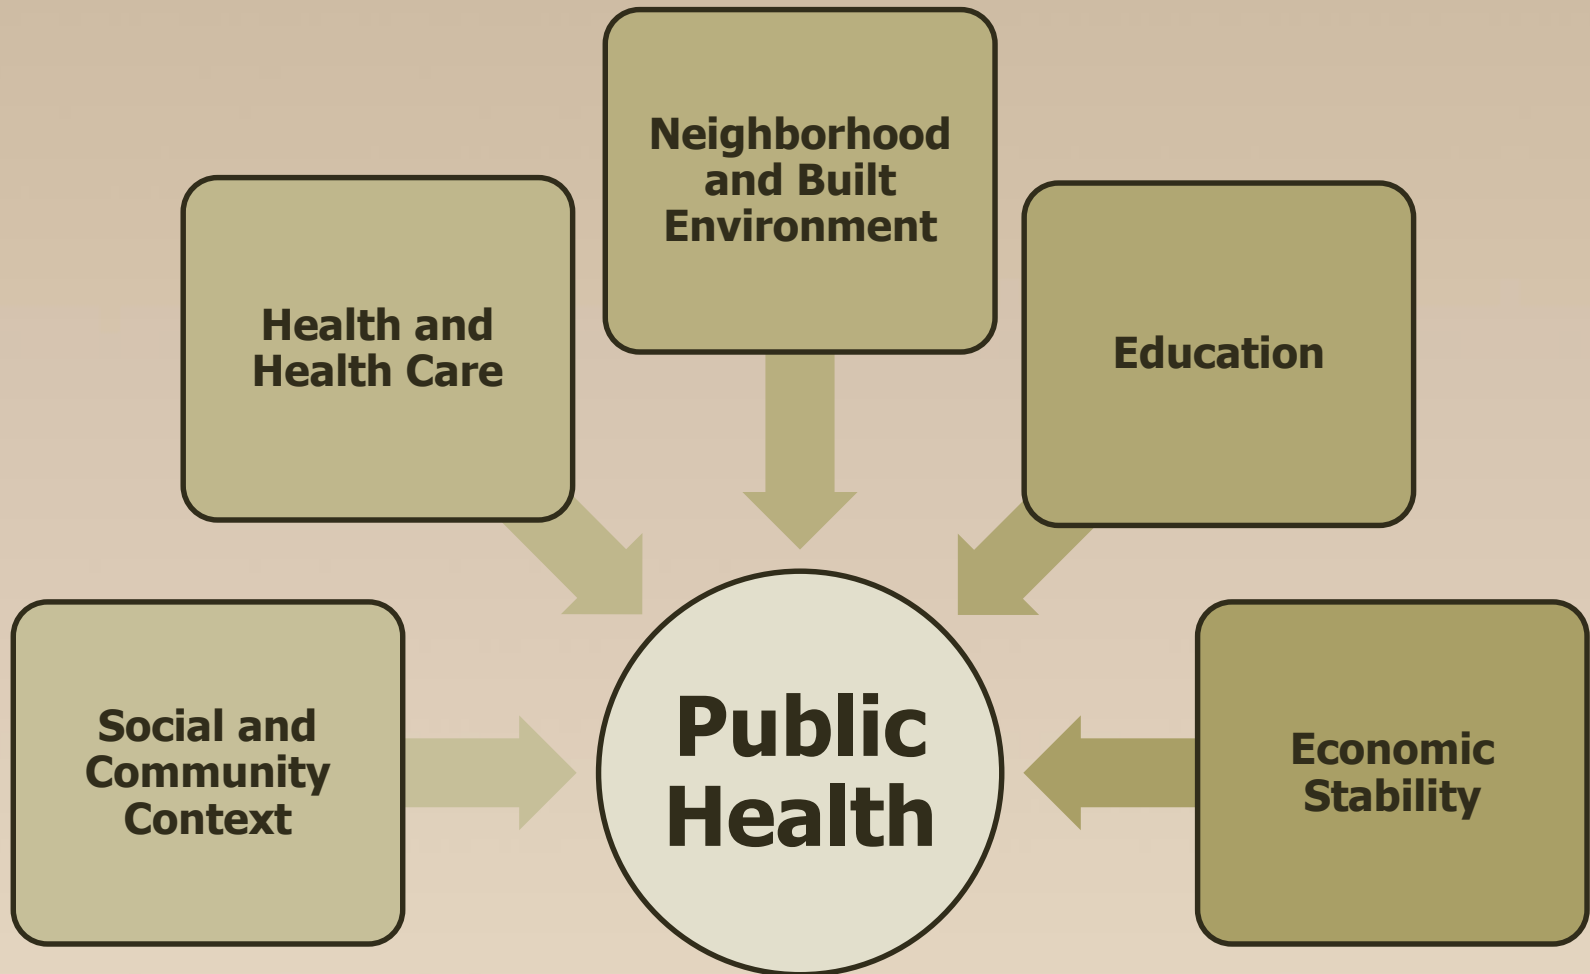 Neighborhood
and Built
Environment
Health and
Health Care
Education
Social and
Community
Context
Public
Health
Economic
Stability